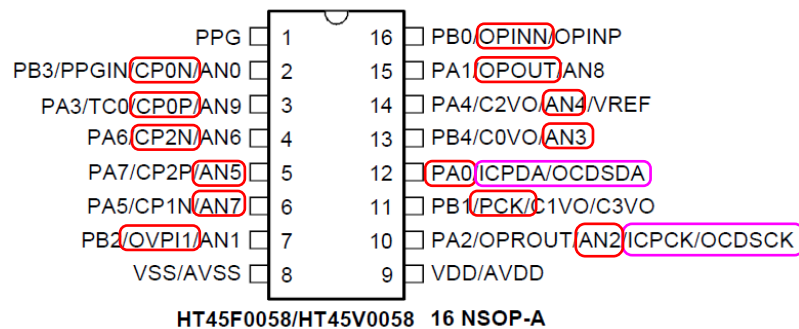 PPG 1 16 PB0/OPINN/OPINP
PB3/PPGIN/CP0N/AN0 2 15 PA1/OPOUT/AN8
PA3/TC0/CP0P/AN9 3 14 PA4/C2VO/AN4/VREF
PA6/CP2N/AN6 4 13 PB4/C0VO/AN3
PA7/CP2P/AN5 5 12 PA0/ICPDA/OCDSDA
PA5/CP1N/AN7 6 11 PB1/PCK/C1VO/C3VO
PB2/OVPI1/AN1 7 10 PA2/OPROUT/AN2/ICPCK/OCDSCK
VSS/AVSS 8 9 VDD/AVDD
HT45F0058/HT45V0058 16 NSOP-A